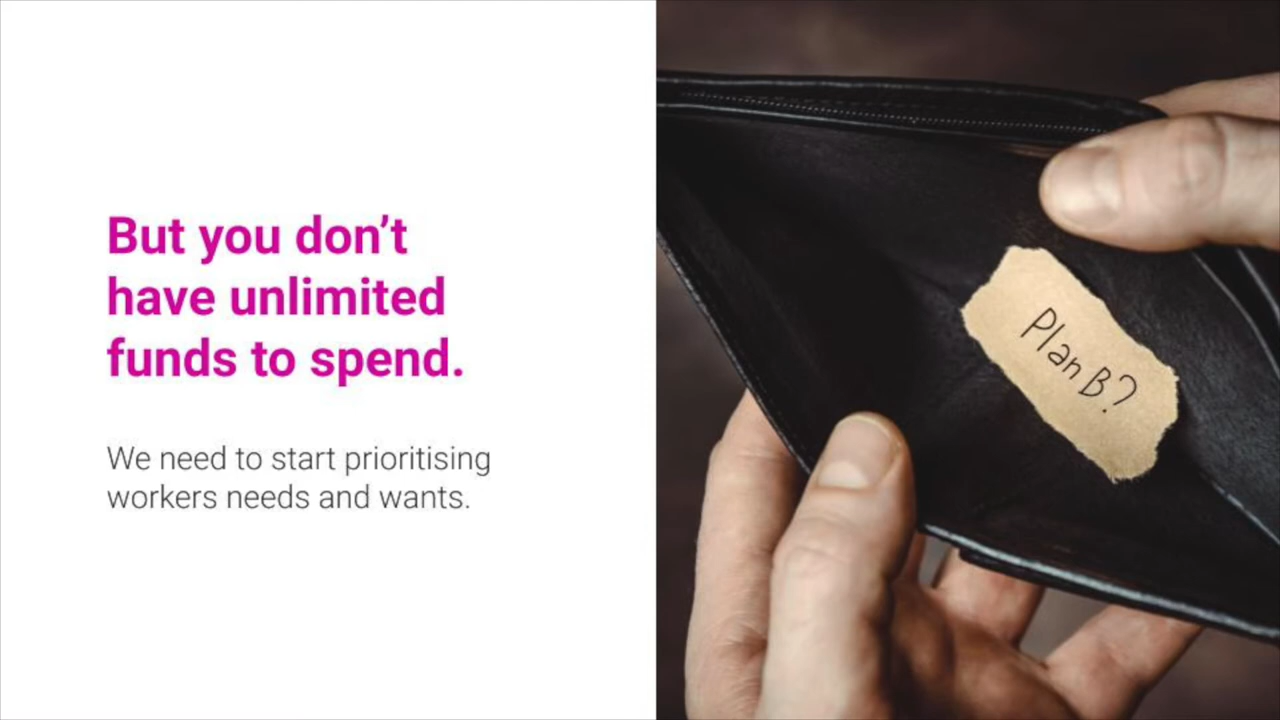 But you don’t
have unlimited
funds to spend.
We need to start prioritising
workers needs and wants.
Plan B?